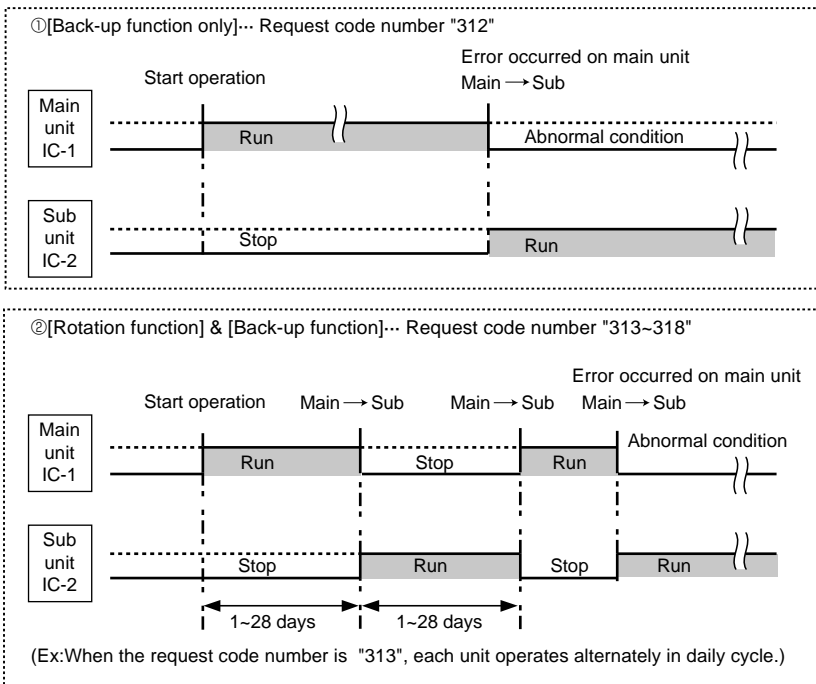 ①[Back-up function only]··· Request code number "312"
Error occurred on main unit
Start operation
Main → Sub
Main
unit
IC-1
Run
Abnormal condition
Sub
unit
IC-2
Stop
Run
②[Rotation function] & [Back-up function]··· Request code number "313~318"
Error occurred on main unit
Start operation
Main → Sub
Main → Sub
Main → Sub
Main
unit
IC-1
Run
Stop
Run
Abnormal condition
Sub
unit
IC-2
Stop
Run
Stop
Run
1~28 days
1~28 days
(Ex:When the request code number is "313", each unit operates alternately in daily cycle.)